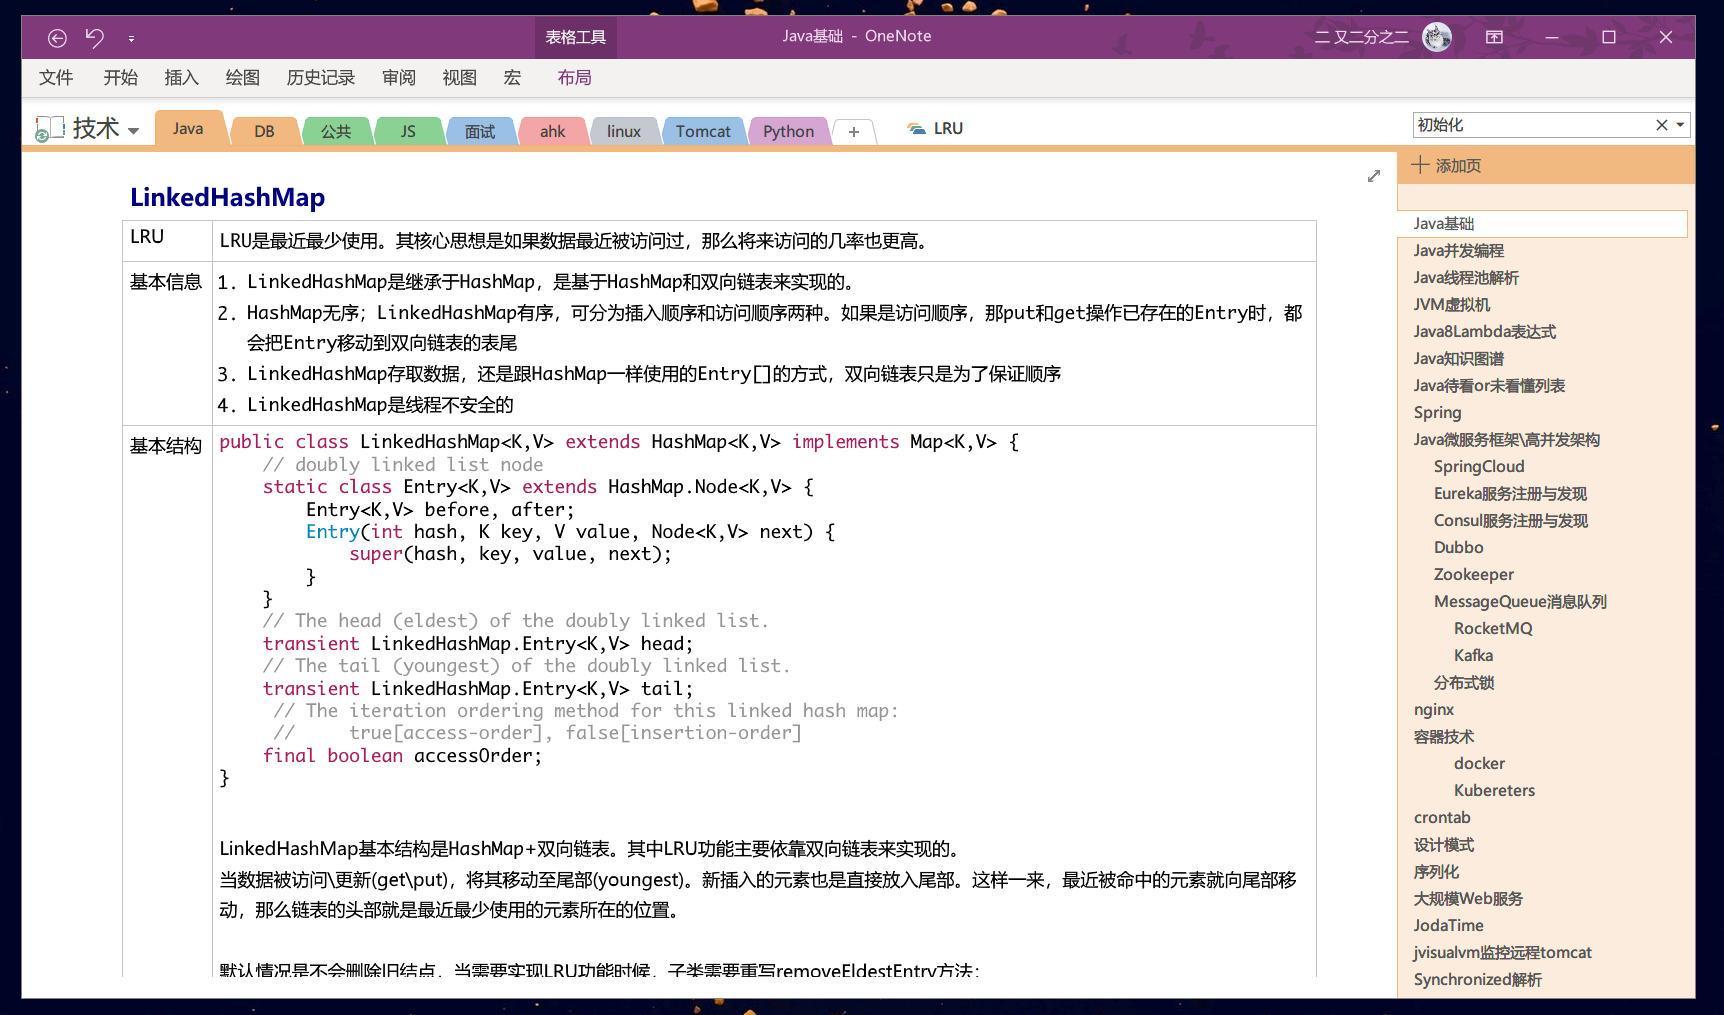 表格工具
Java基础 - OneNote
二 又二分之二
文件 开始 插入 绘图 历史记录 审阅 视图 宏 布局
技术
Java DB 公共 JS 面试 ahk linux Tomcat Python + LRU
初始化
添加页
LinkedHashMap
LRU
LRU是最近最少使用。其核心思想是如果数据最近被访问过，那么将来访问的几率也更高。
基本信息
1. LinkedHashMap是继承于HashMap，是基于HashMap和双向链表来实现的。
2. HashMap无序；LinkedHashMap有序，可分为插入顺序和访问顺序两种。如果是访问顺序，那put和get操作已存在的Entry时，都
会把Entry移动到双向链表的表尾
3. LinkedHashMap存取数据，还是跟HashMap一样使用的Entry[]的方式，双向链表只是为了保证顺序
4. LinkedHashMap是线程不安全的
基本结构
public class LinkedHashMap<K,V> extends HashMap<K,V> implements Map<K,V> {
    // doubly linked list node
    static class Entry<K,V> extends HashMap.Node<K,V> {
        Entry<K,V> before, after;
        Entry(int hash, K key, V value, Node<K,V> next) {
            super(hash, key, value, next);
        }
    }
    // The head (eldest) of the doubly linked list.
    transient LinkedHashMap.Entry<K,V> head;
    // The tail (youngest) of the doubly linked list.
    transient LinkedHashMap.Entry<K,V> tail;
     // The iteration ordering method for this linked hash map:
     //     true[access-order], false[insertion-order]
    final boolean accessOrder;
}
LinkedHashMap基本结构是HashMap+双向链表。其中LRU功能主要依靠双向链表来实现的。
当数据被访问\更新(get\put)，将其移动至尾部(youngest)。新插入的元素也是直接放入尾部。这样一来，最近被命中的元素就向尾部移
动，那么链表的头部就是最近最少使用的元素所在的位置。
默认情况是不会删除旧结点，当需要实现LRU功能时候，子类需要重写removeEldestEntry方法：
Java基础
Java并发编程
Java线程池解析
JVM虚拟机
Java8Lambda表达式
Java知识图谱
Java待看or未看懂列表
Spring
Java微服务框架\高并发架构
SpringCloud
Eureka服务注册与发现
Consul服务注册与发现
Dubbo
Zookeeper
MessageQueue消息队列
RocketMQ
Kafka
分布式锁
nginx
容器技术
docker
Kubereters
crontab
设计模式
序列化
大规模Web服务
JodaTime
jvisualvm监控远程tomcat
Synchronized解析